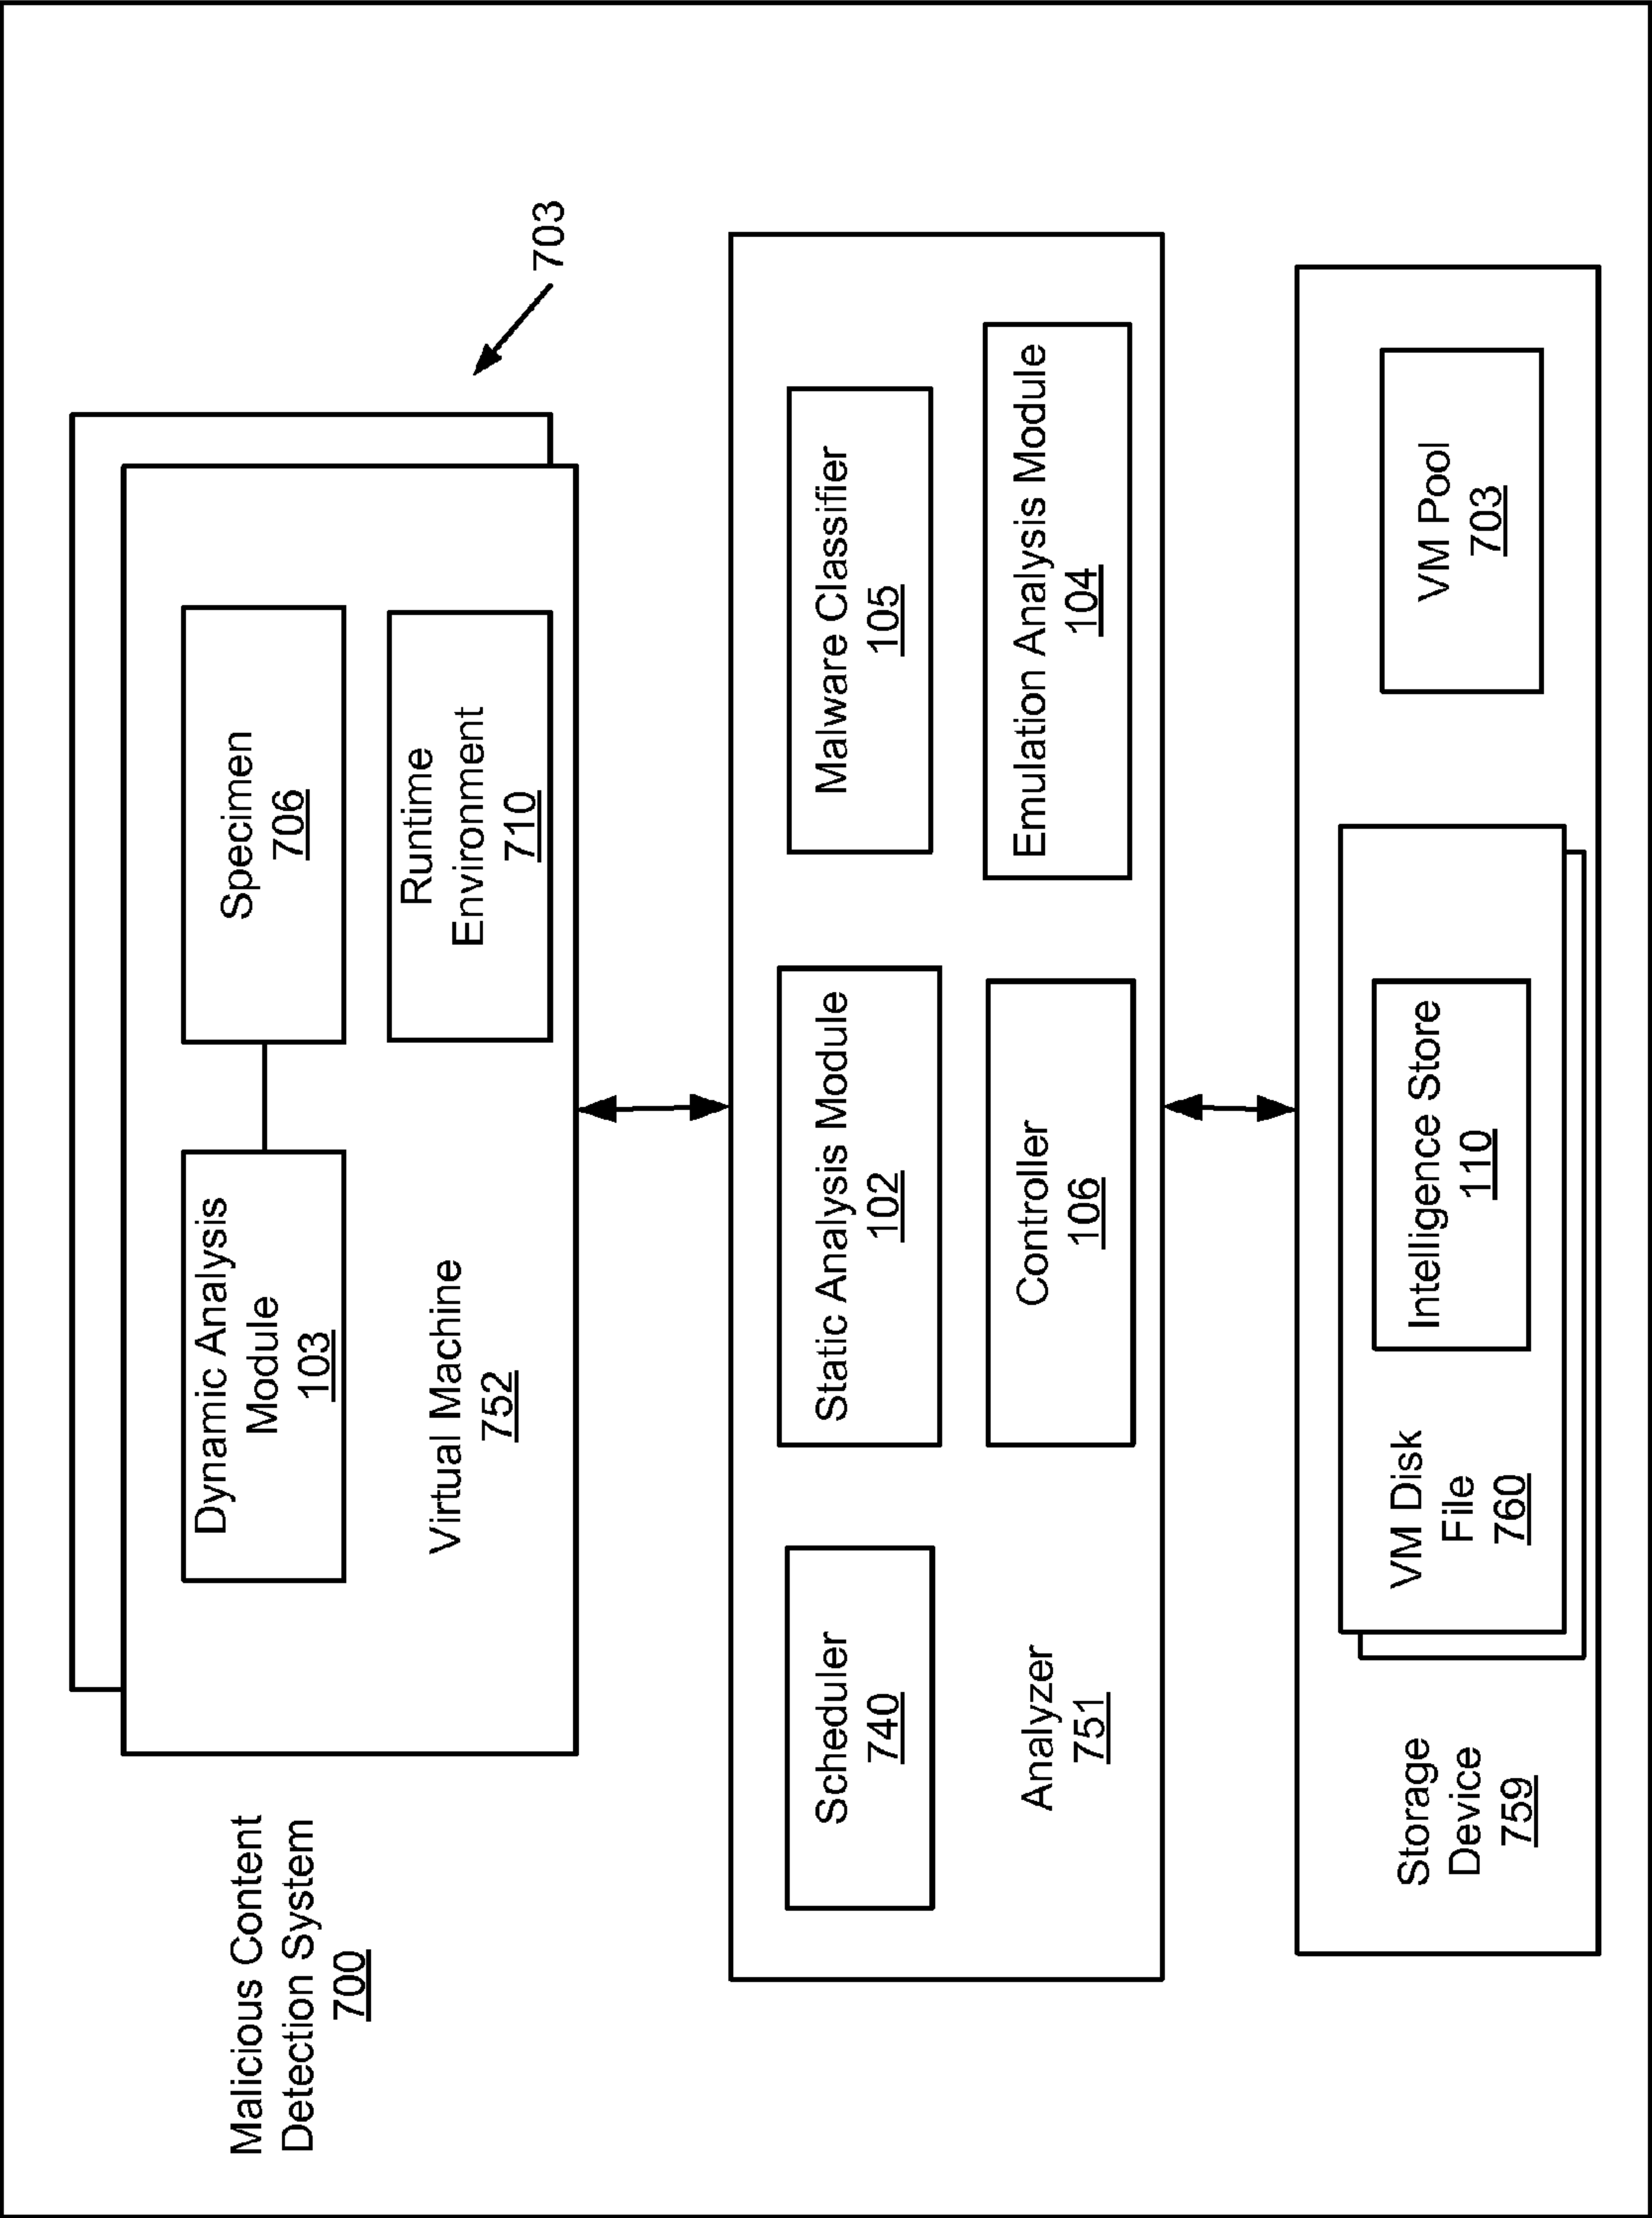 Malicious Content
Detection System
700
Dynamic Analysis
Module
103
Specimen
706
Virtual Machine
752
Runtime
Environment
710
703
Scheduler
740
Static Analysis Module
102
Malware Classifier
105
Analyzer
751
Controller
106
Emulation Analysis Module
104
Storage
Device
759
VM Disk
File
760
Intelligence Store
110
VM Pool
703